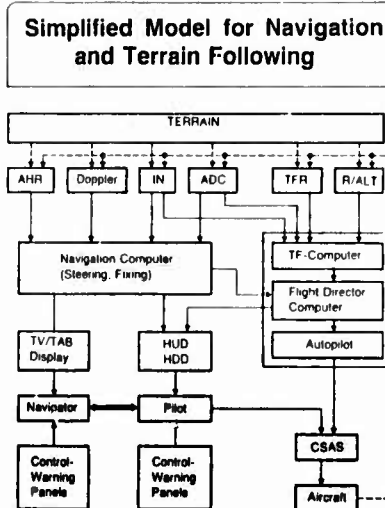 Simplified Model for Navigation
and Terrain Following
TERRAIN
AHR
Doppler
IN
ADC
TFR
R/ALT
Navigation Computer
(Steering, Fixing)
TF-Computer
Flight Director
Computer
TV/TAB
Display
HUD
HDD
Autopilot
Navigator
Pilot
CSAS
Control-
Warning
Panels
Control-
Warning
Panels
Aircraft